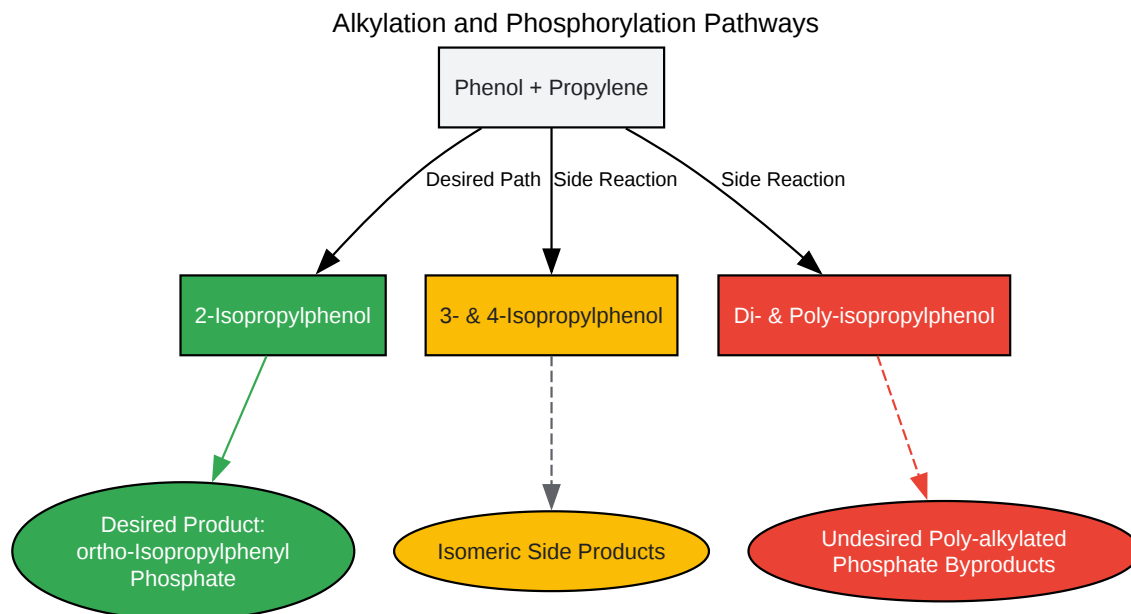 Alkylation and Phosphorylation Pathways
Phenol + Propylene
Desired Path
Side Reaction
Side Reaction
2-Isopropylphenol
3- & 4-Isopropylphenol
Di- & Poly-isopropylphenol
Desired Product:
ortho-Isopropylphenyl
Phosphate
Isomeric Side Products
Undesired Poly-alkylated
Phosphate Byproducts